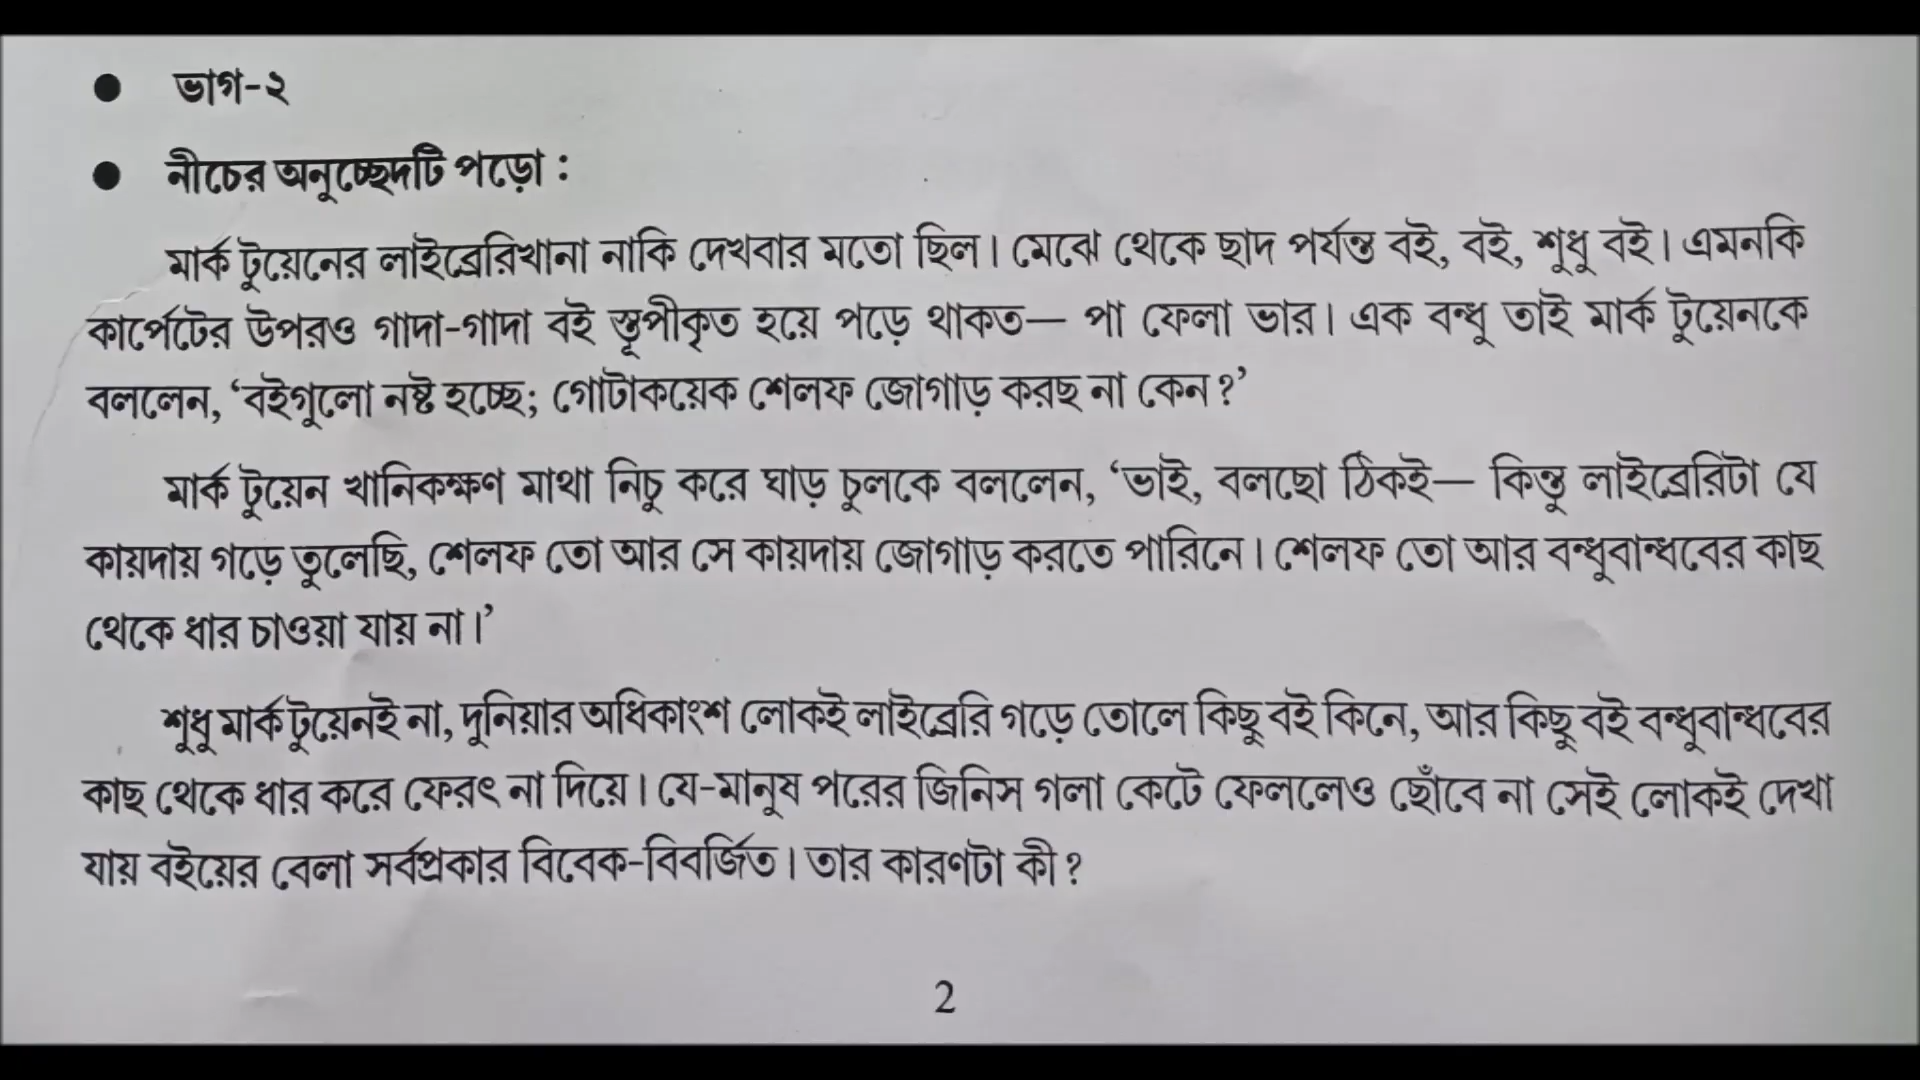 ● ভাগ-২
● নীচের অনুচ্ছেদটি পড়ো :
মার্ক টুয়েনের লাইব্রেরিখানা নাকি দেখবার মতো ছিল। মেঝে থেকে ছাদ পর্যন্ত বই, বই, শুধু বই। এমনকি
কার্পেটের উপরও গাদা-গাদা বই স্তূপীকৃত হয়ে পড়ে থাকত— পা ফেলা ভার। এক বন্ধু তাই মার্ক টুয়েনকে
বললেন, ‘বইগুলো নষ্ট হচ্ছে; গোটাকয়েক শেলফ জোগাড় করছ না কেন?’
মার্ক টুয়েন খানিকক্ষণ মাথা নিচু করে ঘাড় চুলকে বললেন, ‘ভাই, বলছো ঠিকই— কিন্তু লাইব্রেরিটা যে
কায়দায় গড়ে তুলেছি, শেলফ তো আর সে কায়দায় জোগাড় করতে পারিনে। শেলফ তো আর বন্ধুবান্ধবের কাছ
থেকে ধার চাওয়া যায় না।’
শুধু মার্ক টুয়েনই না, দুনিয়ার অধিকাংশ লোকই লাইব্রেরি গড়ে তোলে কিছু বই কিনে, আর কিছু বই বন্ধুবান্ধবের
কাছ থেকে ধার করে ফেরৎ না দিয়ে। যে-মানুষ পরের জিনিস গলা কেটে ফেললেও ছোঁবে না সেই লোকই দেখা
যায় বইয়ের বেলা সর্বপ্রকার বিবেক-বিবর্জিত। তার কারণটা কী?
2